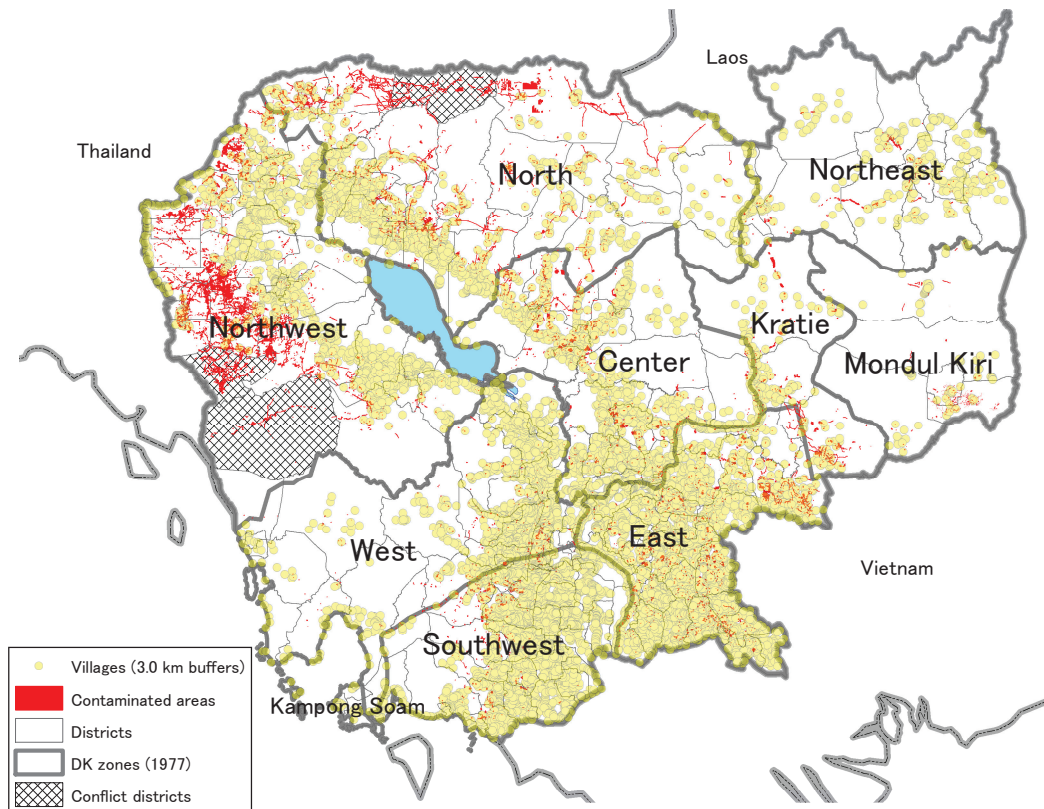 Laos
Thailand
North
Northeast
Northwest
Kratie
Center
Mondul Kiri
East
West
Vietnam
Southwest
Kampong Soam
Villages (3.0 km buffers)
Contaminated areas
Districts
DK zones (1977)
Conflict districts